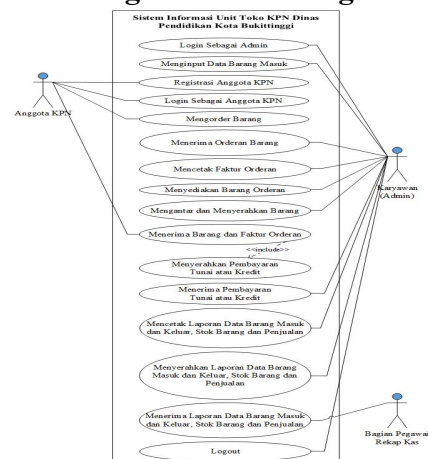 Sistem Informasi Unit Toko KPN Dinas
Pendidikan Kota Bukittinggi
Login Sebagai Admin
Menginput Data Barang Masuk
Registrasi Anggota KPN
Login Sebagai Anggota KPN
Mengorder Barang
Anggota KPN
Menerima Orderan Barang
Mencetak Faktur Orderan
Menyediakan Barang Orderan
Karyawan
(Admin)
Mengantar dan Menyerahkan Barang
Menerima Barang dan Faktur Orderan
<<include>>
Menyerahkan Pembayaran
Tunai atau Kredit
Menerima Pembayaran
Tunai atau Kredit
Mencetak Laporan Data Barang Masuk
dan Keluar, Stok Barang dan Penjualan
Menyerahkan Laporan Data Barang
Masuk dan Keluar, Stok Barang dan
Penjualan
Menerima Laporan Data Barang Masuk
dan Keluar, Stok Barang dan Penjualan
Bagian Pegawai
Rekap Kas
Logout